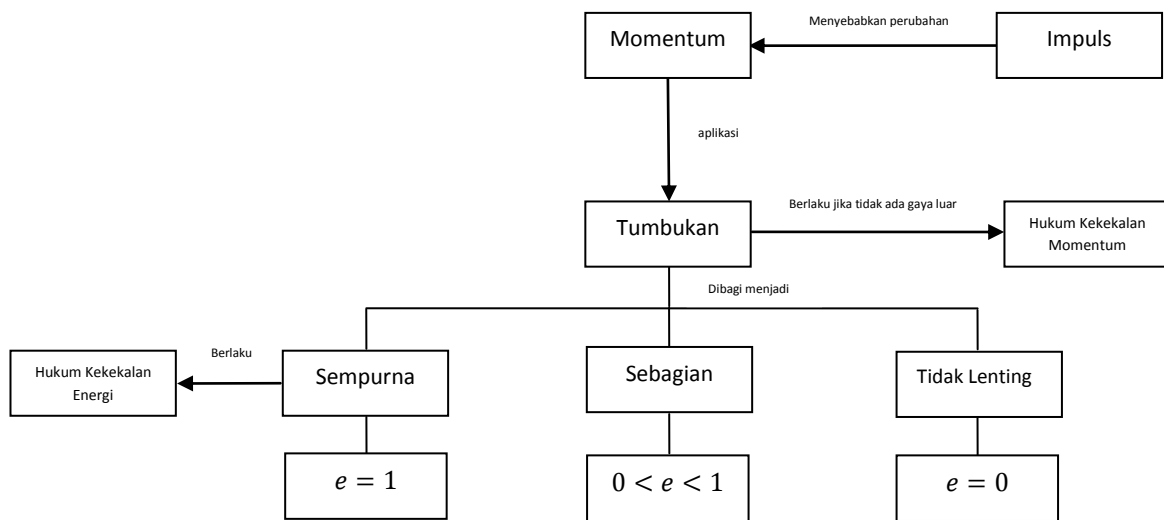 Menyebabkan perubahan
Momentum
Impuls
aplikasi
Tumbukan
Berlaku jika tidak ada gaya luar
Hukum Kekekalan
Momentum
Dibagi menjadi
Berlaku
Hukum Kekekalan
Energi
Sempurna
Sebagian
Tidak Lenting
e = 1
0 < e < 1
e = 0